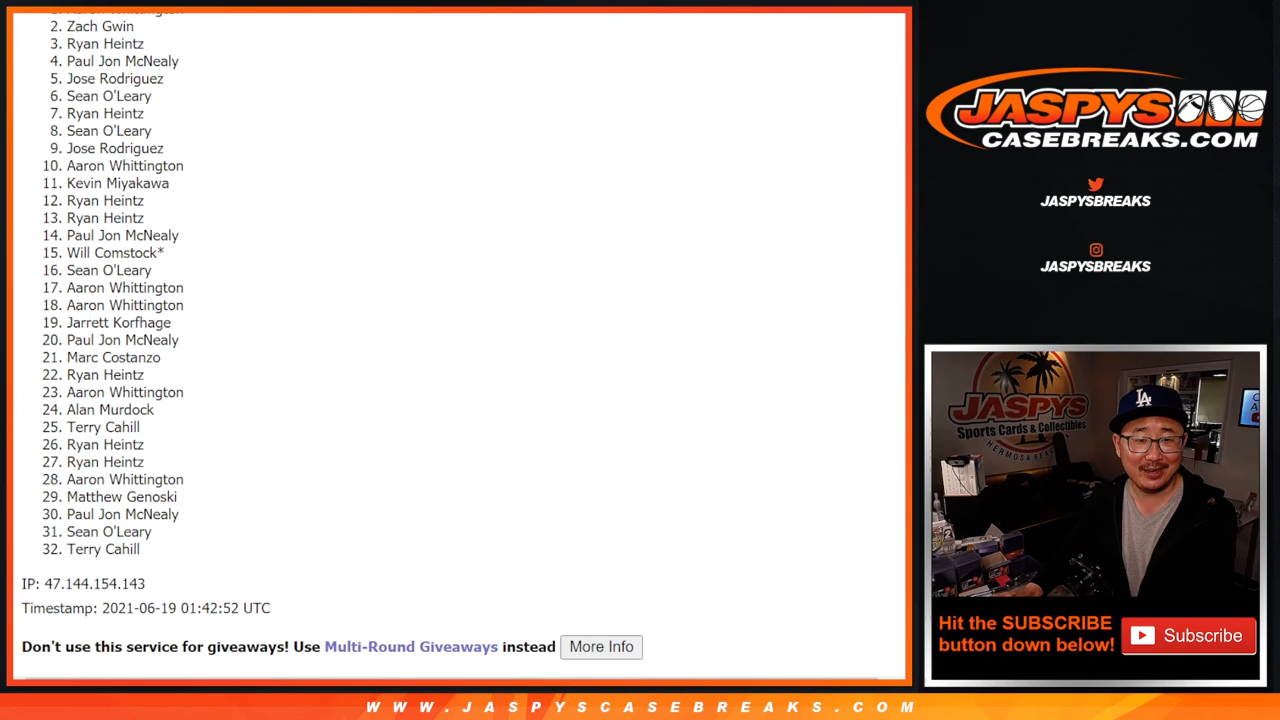 2. Zach Gwin
3. Ryan Heintz
4. Paul Jon McNealy
5. Jose Rodriguez
6. Sean O'Leary
7. Ryan Heintz
8. Sean O'Leary
9. Jose Rodriguez
10. Aaron Whittington
11. Kevin Miyakawa
12. Ryan Heintz
13. Ryan Heintz
14. Paul Jon McNealy
15. Will Comstock*
16. Sean O'Leary
17. Aaron Whittington
18. Aaron Whittington
19. Jarrett Korfhage
20. Paul Jon McNealy
21. Marc Costanzo
22. Ryan Heintz
23. Aaron Whittington
24. Alan Murdock
25. Terry Cahill
26. Ryan Heintz
27. Ryan Heintz
28. Aaron Whittington
29. Matthew Genoski
30. Paul Jon McNealy
31. Sean O'Leary
32. Terry Cahill
IP: 47.144.154.143
Timestamp: 2021-06-19 01:42:52 UTC
Don't use this service for giveaways! Use Multi-Round Giveaways instead More Info
JASPYS
CASEBREAKS.COM
JASPYSBREAKS
JASPYSBREAKS
JASPYS
Sports Cards & Collectibles
HERMOSA BEACH
LA
Hit the SUBSCRIBE
button down below!
Subscribe
WWW.JASPYSCASEBREAKS.COM